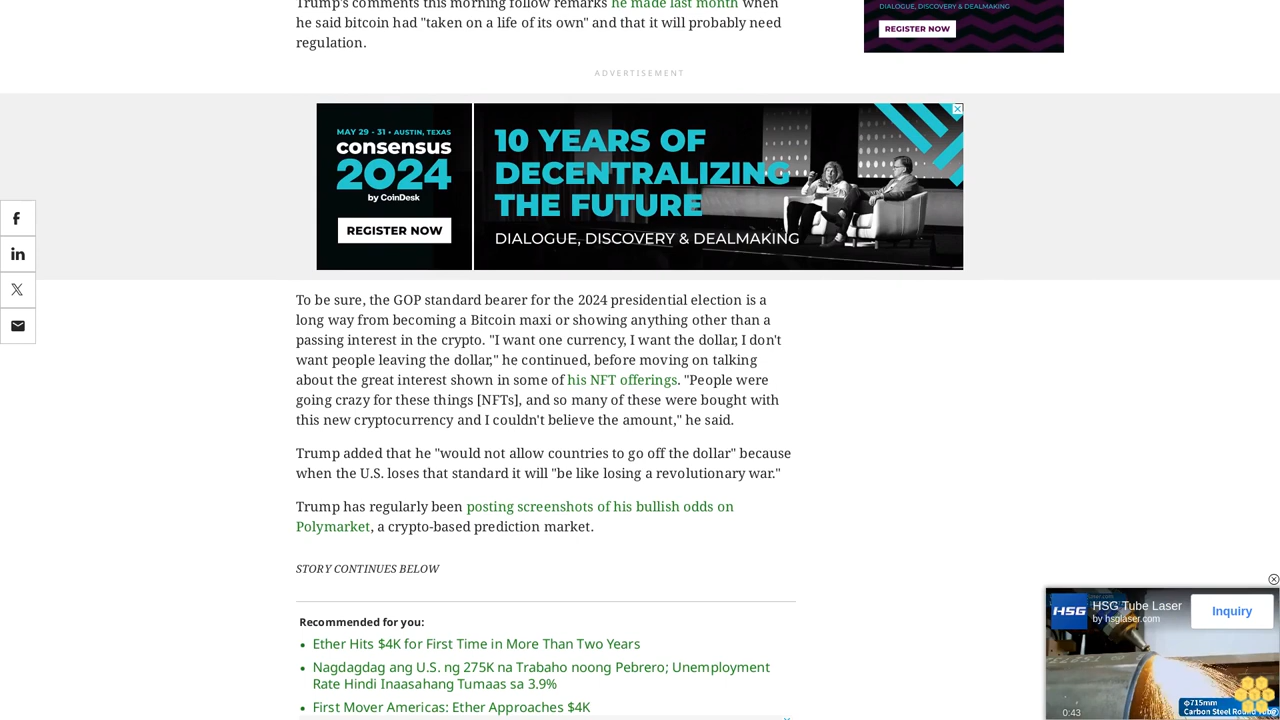 Trump's comments this morning follow remarks he made last month when
he said bitcoin had "taken on a life of its own" and that it will probably need
regulation.
DIALOGUE, DISCOVERY & DEALMAKING
REGISTER NOW
ADVERTISEMENT
MAY 29 - 31 • AUSTIN, TEXAS
consensus
2024
by CoinDesk
REGISTER NOW
10 YEARS OF
DECENTRALIZING
THE FUTURE
DIALOGUE, DISCOVERY & DEALMAKING
To be sure, the GOP standard bearer for the 2024 presidential election is a
long way from becoming a Bitcoin maxi or showing anything other than a
passing interest in the crypto. "I want one currency, I want the dollar, I don't
want people leaving the dollar," he continued, before moving on talking
about the great interest shown in some of his NFT offerings. "People were
going crazy for these things [NFTs], and so many of these were bought with
this new cryptocurrency and I couldn't believe the amount," he said.
Trump added that he "would not allow countries to go off the dollar" because
when the U.S. loses that standard it will "be like losing a revolutionary war."
Trump has regularly been posting screenshots of his bullish odds on
Polymarket, a crypto-based prediction market.
STORY CONTINUES BELOW
Recommended for you:
• Ether Hits $4K for First Time in More Than Two Years
• Nagdagdag ang U.S. ng 275K na Trabaho noong Pebrero; Unemployment
Rate Hindi Inaasahang Tumaas sa 3.9%
• First Mover Americas: Ether Approaches $4K
HSG
HSG Tube Laser
by hsglaser.com
Inquiry
0:43
Φ715mm
Carbon Steel Round Tube